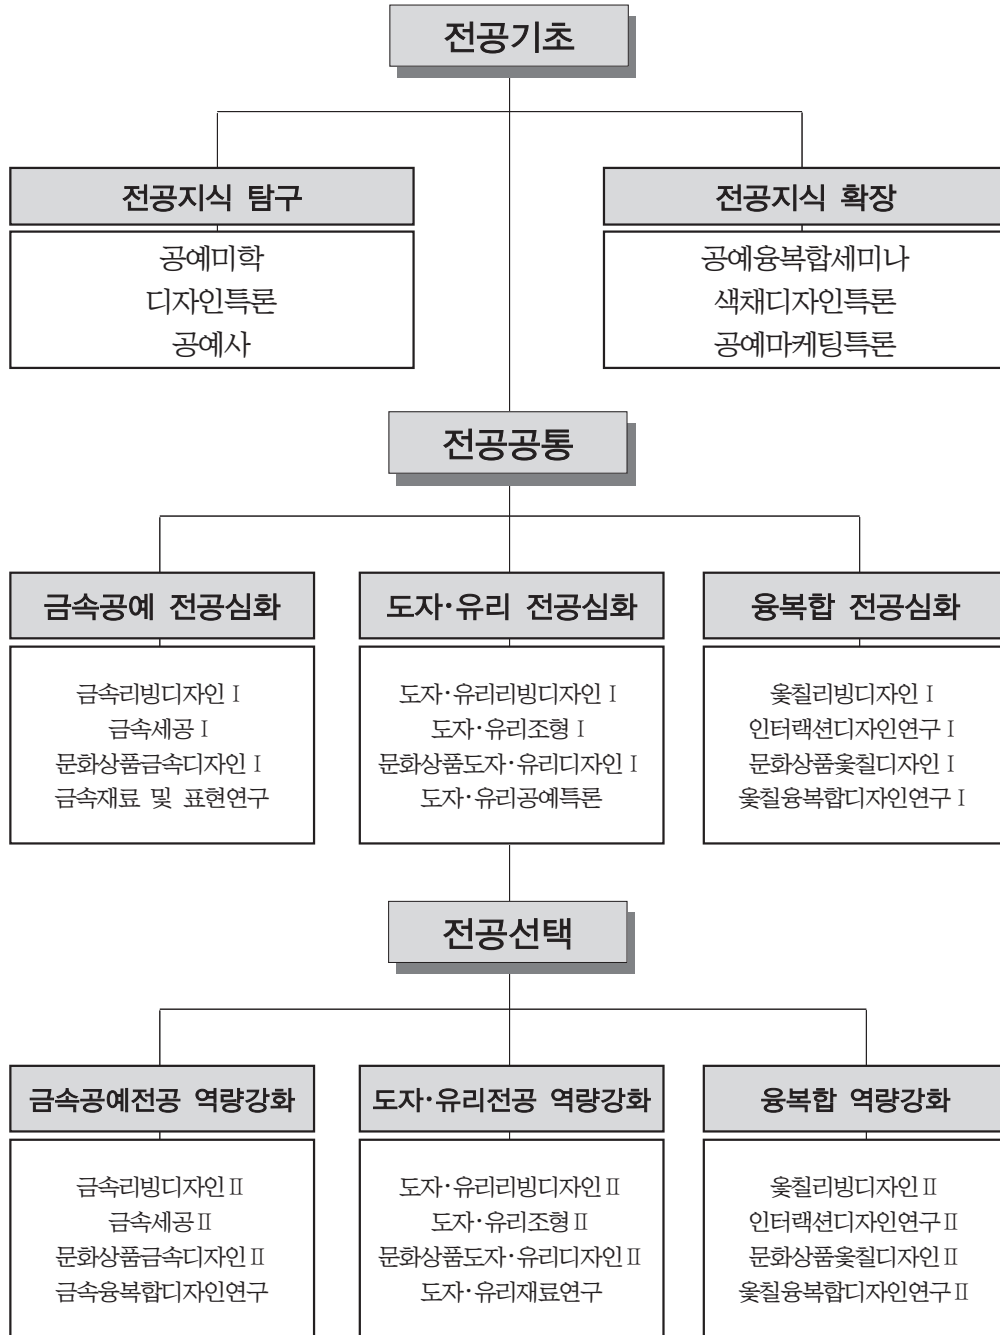 전공기초
전공지식 탐구
공예미학
디자인특론
공예사
전공지식 확장
공예융복합세미나
색채디자인특론
공예마케팅특론
전공공통
금속공예 전공심화
금속리빙디자인Ⅰ
금속세공Ⅰ
문화상품금속디자인Ⅰ
금속재료 및 표현연구
도자·유리 전공심화
도자·유리리빙디자인Ⅰ
도자·유리조형Ⅰ
문화상품도자·유리디자인Ⅰ
도자·유리공예특론
융복합 전공심화
옻칠리빙디자인Ⅰ
인터랙션디자인연구Ⅰ
문화상품옻칠디자인Ⅰ
옻칠융복합디자인연구Ⅰ
전공선택
금속공예전공 역량강화
금속리빙디자인Ⅱ
금속세공Ⅱ
문화상품금속디자인Ⅱ
금속융복합디자인연구
도자·유리전공 역량강화
도자·유리리빙디자인Ⅱ
도자·유리조형Ⅱ
문화상품도자·유리디자인Ⅱ
도자·유리재료연구
융복합 역량강화
옻칠리빙디자인Ⅱ
인터랙션디자인연구Ⅱ
문화상품옻칠디자인Ⅱ
옻칠융복합디자인연구Ⅱ